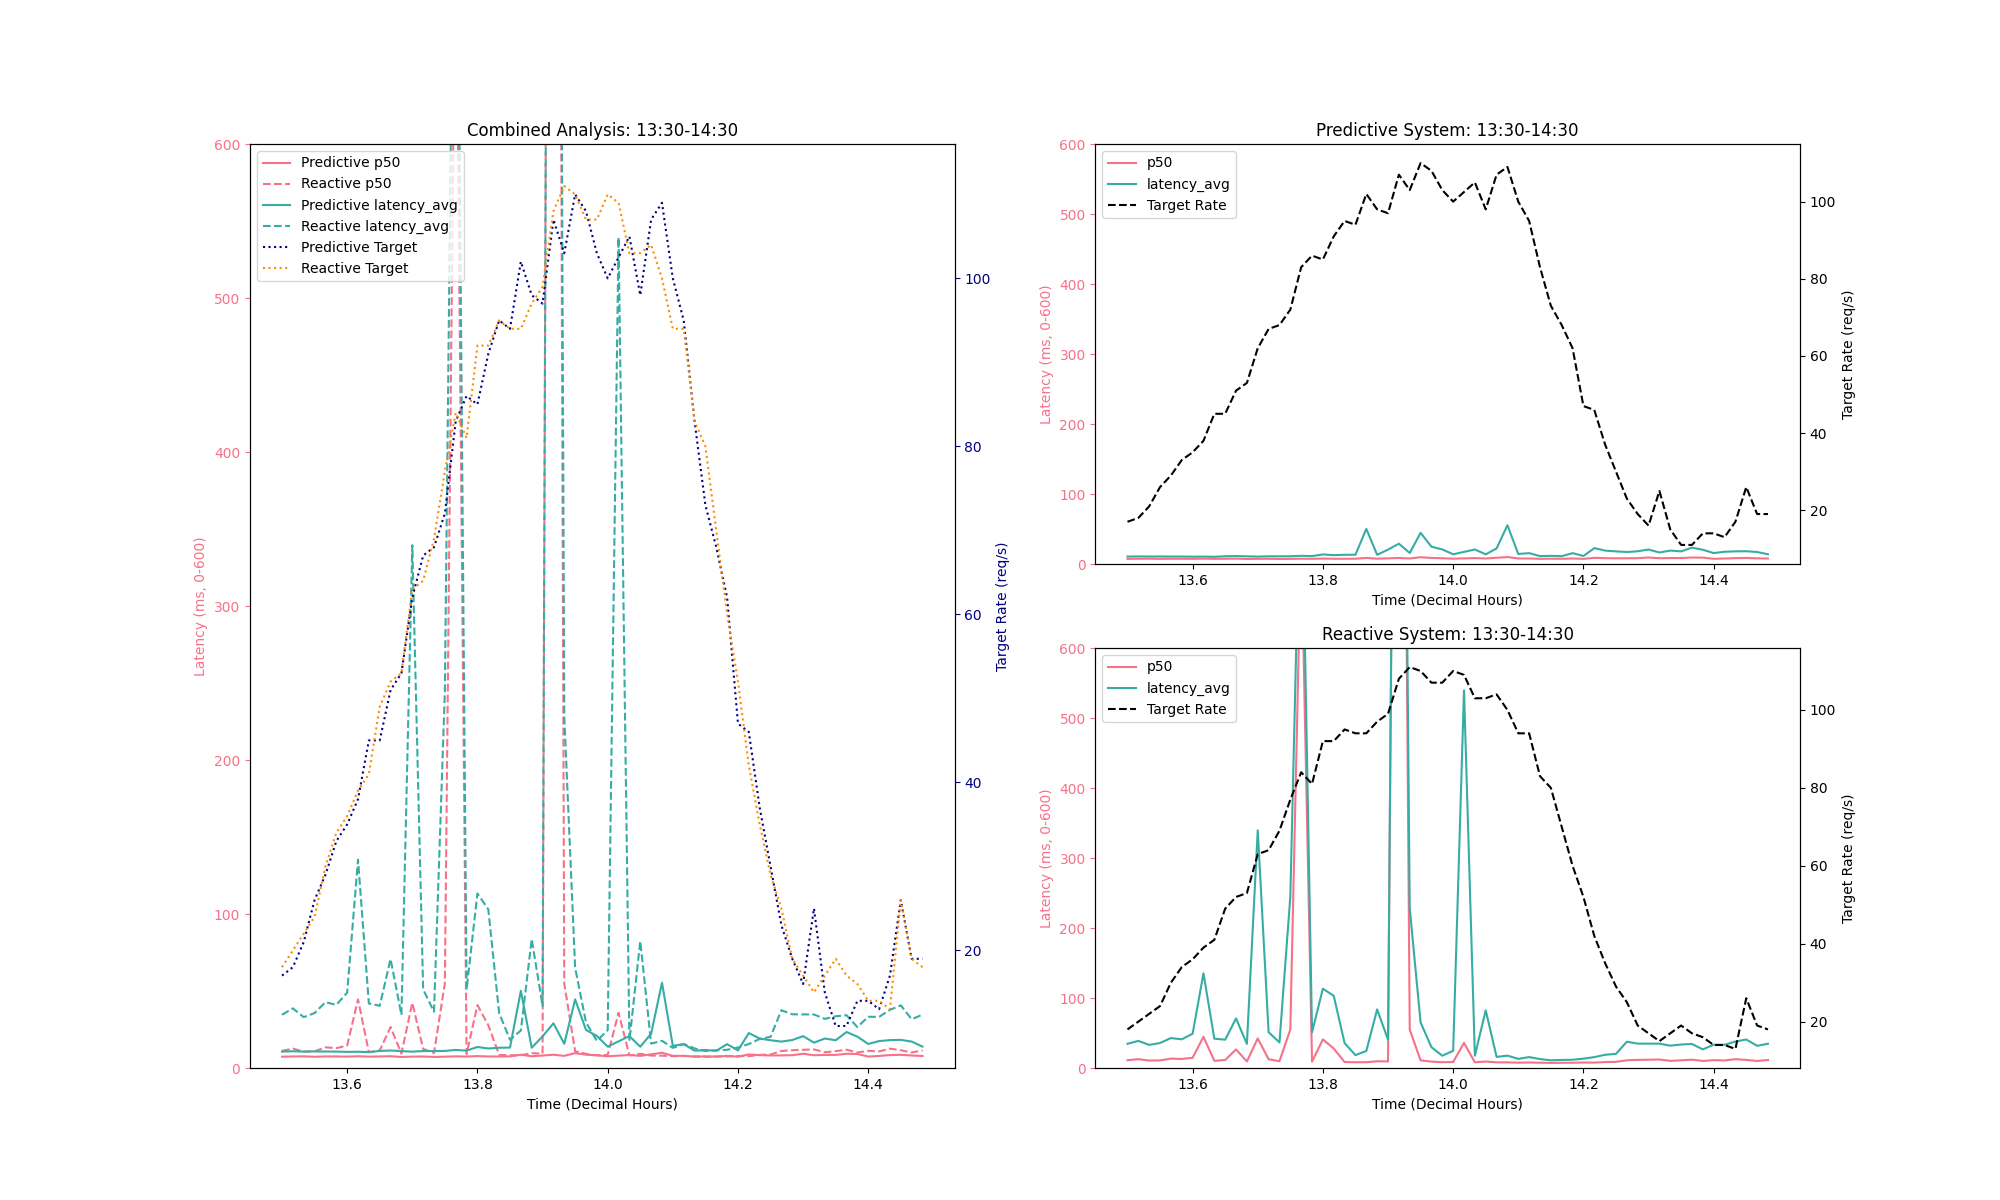 Combined Analysis: 13:30-14:30
Predictive p50
Reactive p50
Predictive latency_avg
Reactive latency_avg
Predictive Target
Reactive Target
600
500
400
300
200
100
0
Latency (ms, 0-600)
100
80
60
40
20
Target Rate (req/s)
13.6 13.8 14.0 14.2 14.4
Time (Decimal Hours)
Predictive System: 13:30-14:30
p50
latency_avg
Target Rate
600
500
400
300
200
100
0
Latency (ms, 0-600)
100
80
60
40
20
Target Rate (req/s)
13.6 13.8 14.0 14.2 14.4
Time (Decimal Hours)
Reactive System: 13:30-14:30
p50
latency_avg
Target Rate
600
500
400
300
200
100
0
Latency (ms, 0-600)
100
80
60
40
20
Target Rate (req/s)
13.6 13.8 14.0 14.2 14.4
Time (Decimal Hours)